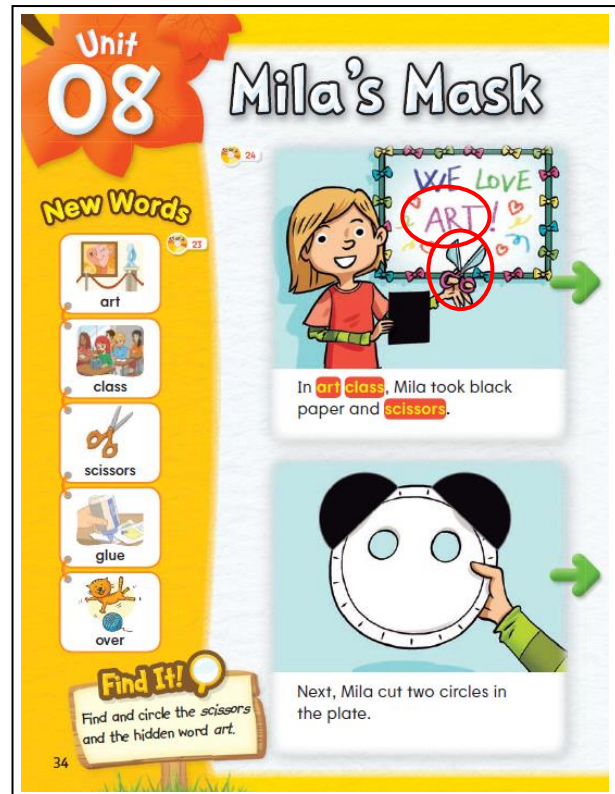 Unit
08
Mila's Mask
24
WE LOVE
ART!
New Words
23
art
class
scissors
glue
over
In art class, Mila took black
paper and scissors.
Next, Mila cut two circles in
the plate.
Find It!
Find and circle the scissors
and the hidden word art.
34